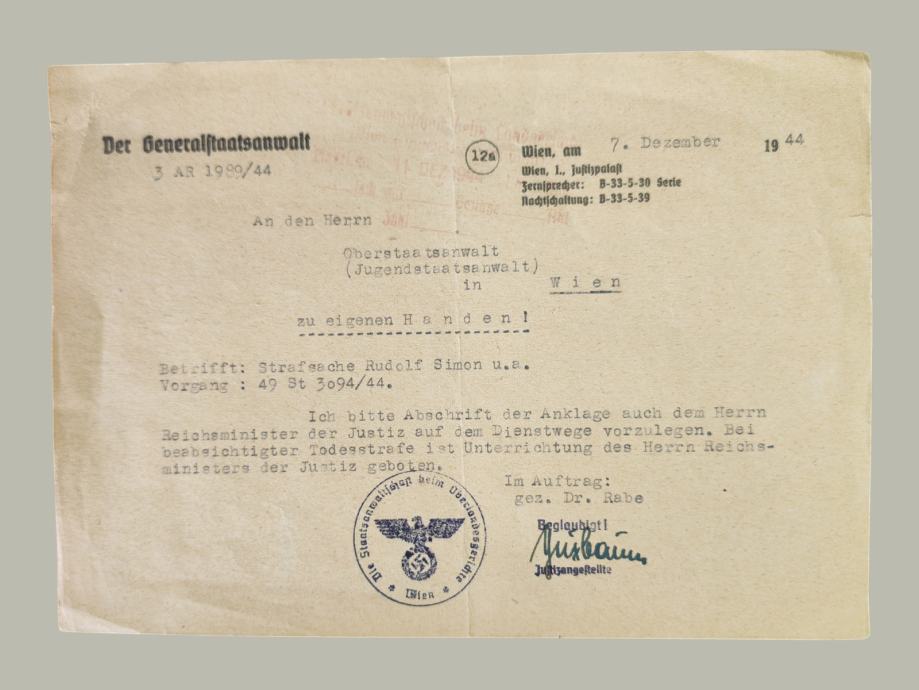 Der Generalstaatsanwalt
3 AR 1989/44
12a
Wien, am 7. Dezember 1944
Wien, I., Justizpalast
Fernsprecher: B-33-5-30 Serie
Nachtschaltung: B-33-5-39
An den Herrn
Oberstaatsanwalt
(Jugendstaatsanwalt)
in W i e n
zu eigenen H a n d e n !
Betrifft: Strafsache Rudolf Simon u.a.
Vorgang : 49 St 3o94/44.
Ich bitte Abschrift der Anklage auch dem Herrn
Reichsminister der Justiz auf dem Dienstwege vorzulegen. Bei
beabsichtigter Todesstrafe ist Unterrichtung des Herrn Reichs-
ministers der Justiz geboten.
Im Auftrag:
gez. Dr. Rabe
Die Staatsanwaltschaft beim Oberlandesgerichte
* Wien *
Beglaubigt!
Justizangestellte